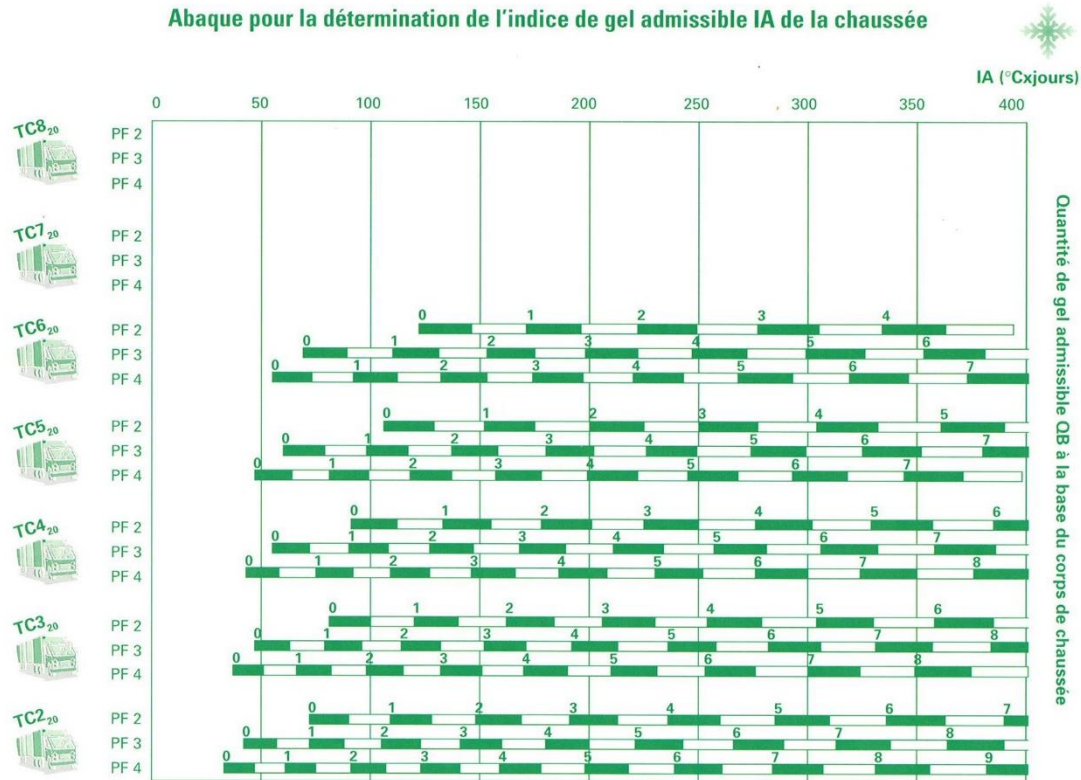 Abaque pour la détermination de l'indice de gel admissible IA de la chaussée
IA (°Cxjours)
0 50 100 150 200 250 300 350 400
TC8₂₀
PF 2
PF 3
PF 4
TC7₂₀
PF 2
PF 3
PF 4
TC6₂₀
0 1 2 3 4
PF 2
0 1 2 3 4 5 6
PF 3
0 1 2 3 4 5 6 7
PF 4
TC5₂₀
0 1 2 3 4 5
PF 2
0 1 2 3 4 5 6 7
PF 3
0 1 2 3 4 5 6 7
PF 4
TC4₂₀
0 1 2 3 4 5 6
PF 2
0 1 2 3 4 5 6 7
PF 3
0 1 2 3 4 5 6 7 8
PF 4
TC3₂₀
0 1 2 3 4 5 6
PF 2
0 1 2 3 4 5 6 7 8
PF 3
0 1 2 3 4 5 6 7 8
PF 4
TC2₂₀
0 1 2 3 4 5 6 7
PF 2
0 1 2 3 4 5 6 7 8
PF 3
0 1 2 3 4 5 6 7 8 9
PF 4
Quantité de gel admissible QB à la base du corps de chaussée